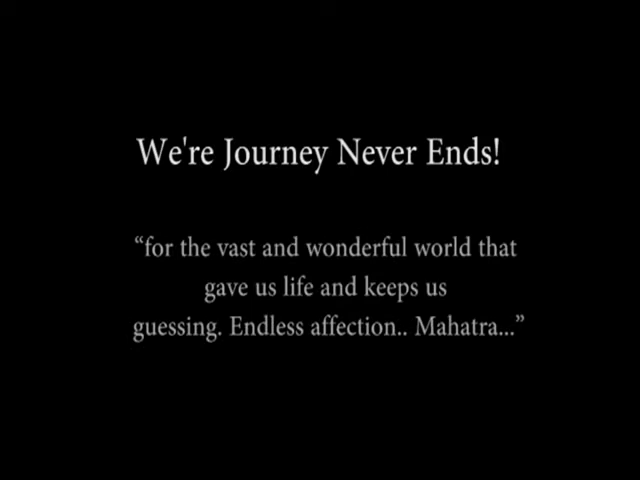 We're Journey Never Ends!
“for the vast and wonderful world that
gave us life and keeps us
guessing. Endless affection.. Mahatra...”